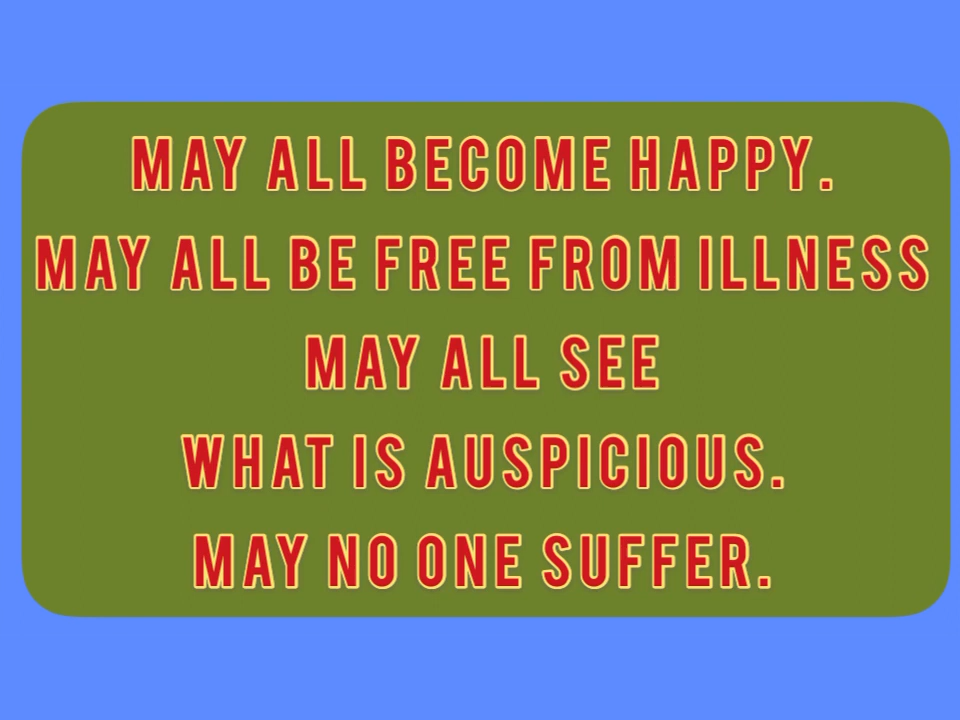 MAY ALL BECOME HAPPY.
MAY ALL BE FREE FROM ILLNESS
MAY ALL SEE
WHAT IS AUSPICIOUS.
MAY NO ONE SUFFER.